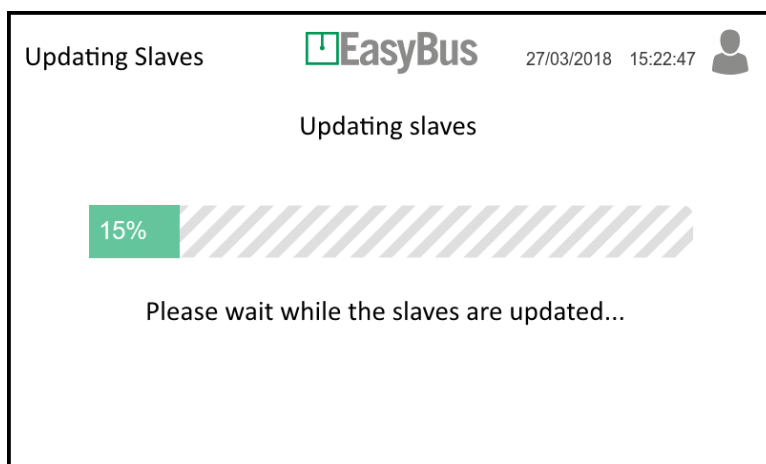 Updating Slaves
EasyBus
27/03/2018 15:22:47
Updating slaves
15%
Please wait while the slaves are updated...